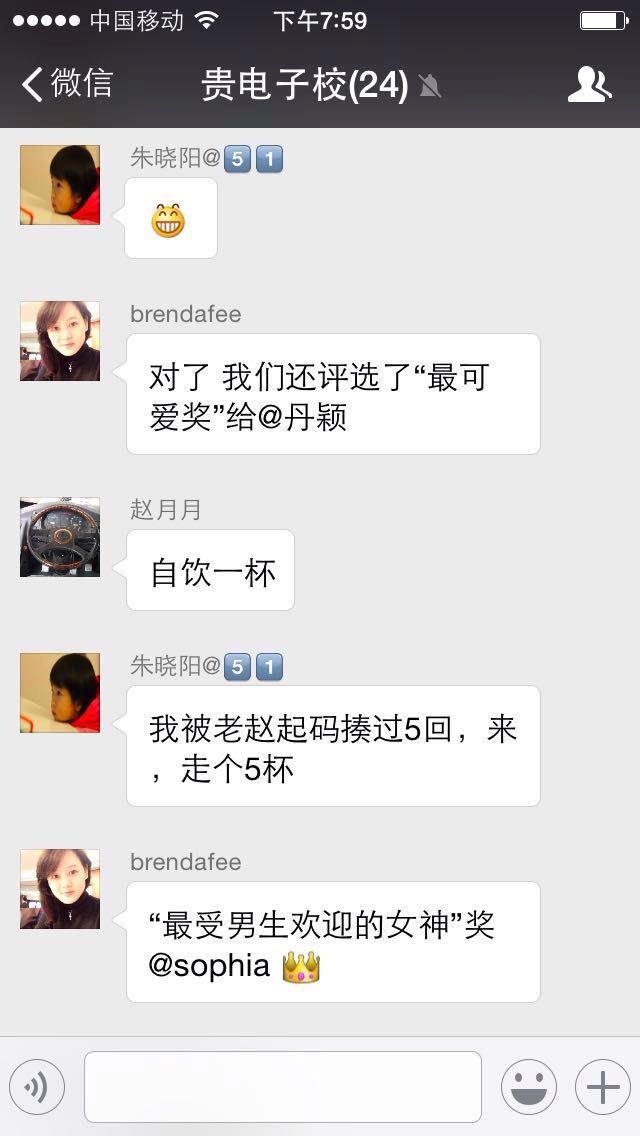 中国移动 下午7:59
微信 贵电子校(24)
朱晓阳@5️⃣1️⃣
😁
brendafee
对了 我们还评选了“最可
爱奖”给@丹颖
赵月月
自饮一杯
朱晓阳@5️⃣1️⃣
我被老赵起码揍过5回，来
，走个5杯
brendafee
“最受男生欢迎的女神”奖
@sophia 👑